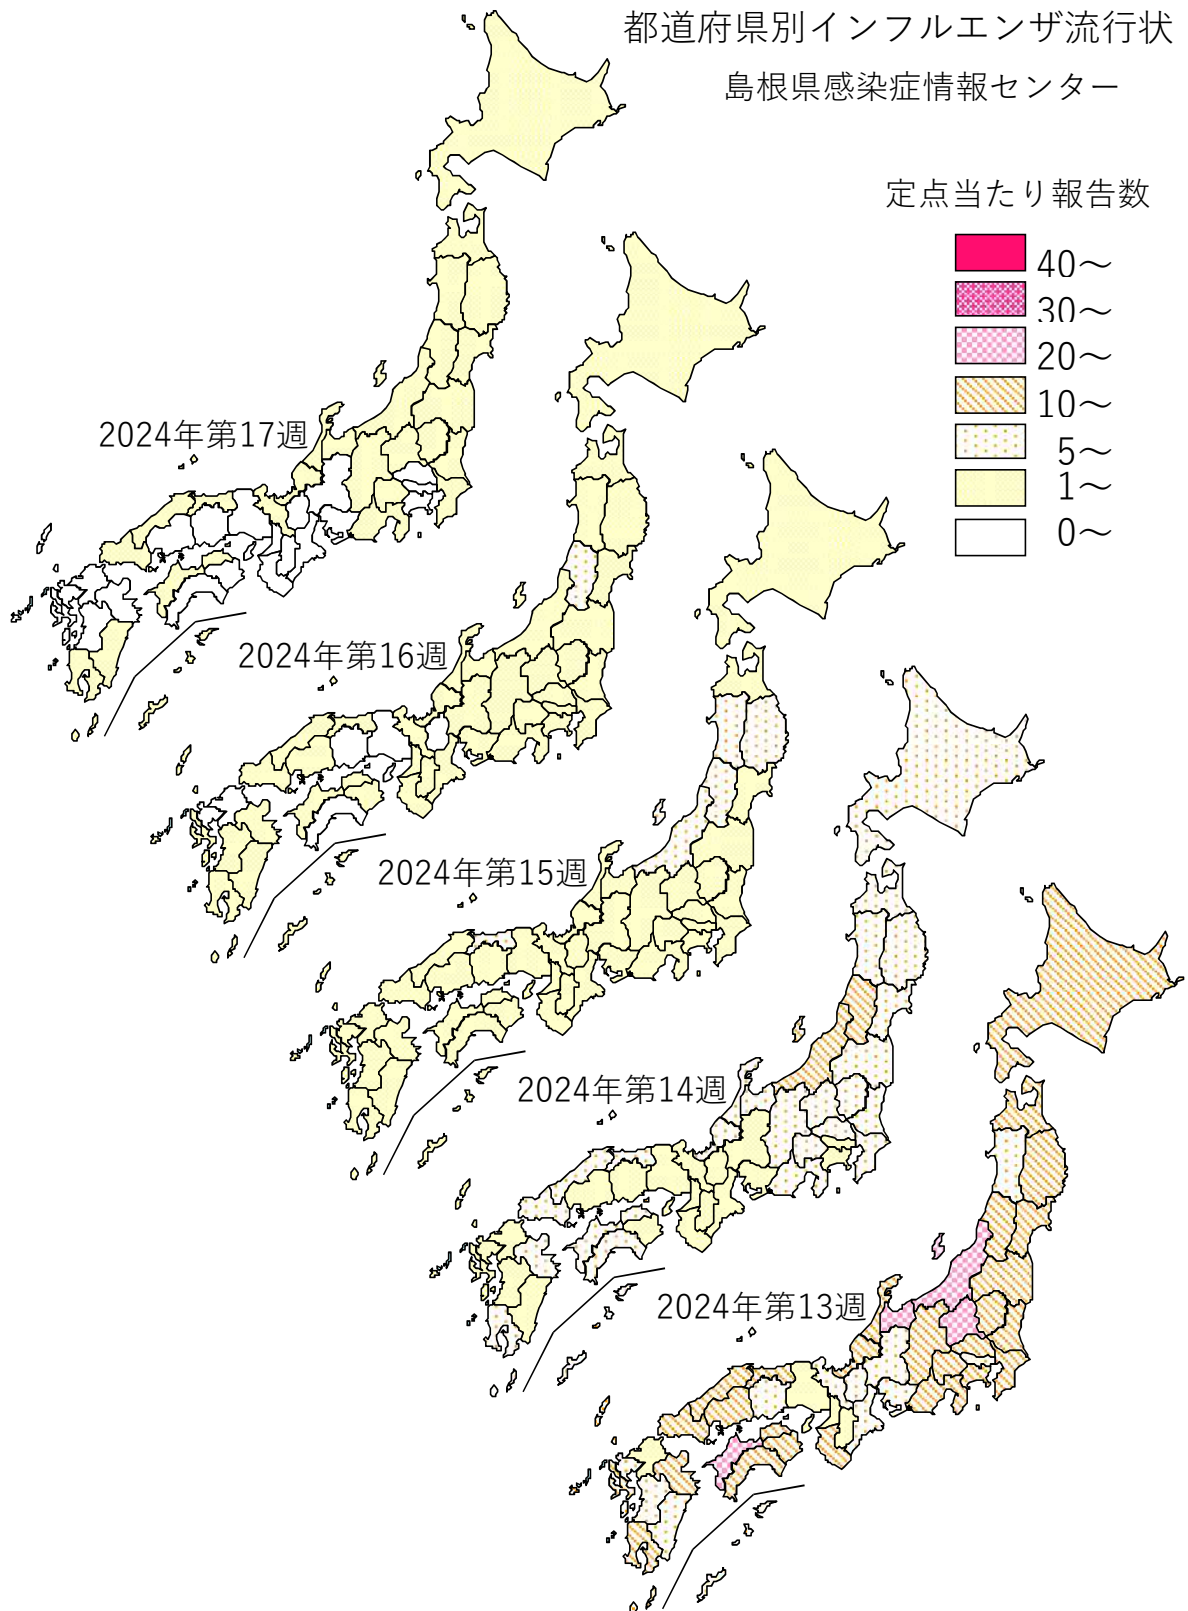 都道府県別インフルエンザ流行状
島根県感染症情報センター
定点当たり報告数
40～
30～
20～
10～
5～
1～
0～
2024年第17週
2024年第16週
2024年第15週
2024年第14週
2024年第13週